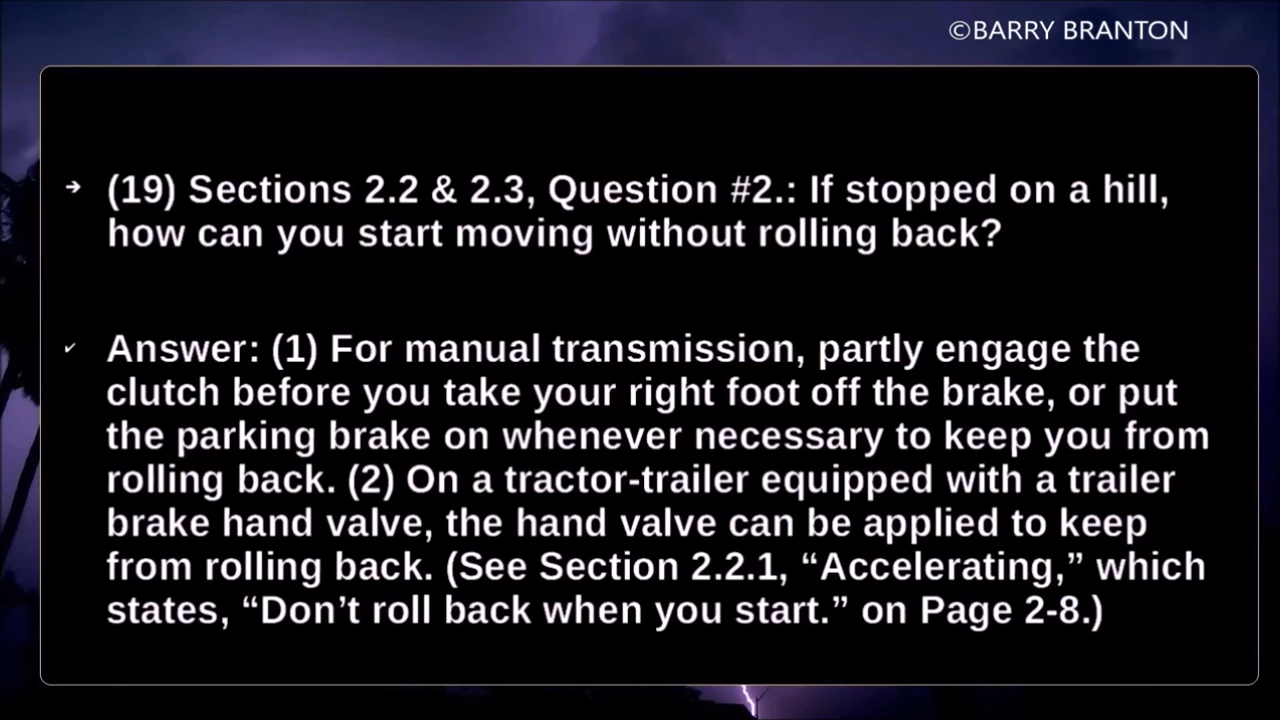 ©BARRY BRANTON
➔ (19) Sections 2.2 & 2.3, Question #2.: If stopped on a hill,
how can you start moving without rolling back?
✓ Answer: (1) For manual transmission, partly engage the
clutch before you take your right foot off the brake, or put
the parking brake on whenever necessary to keep you from
rolling back. (2) On a tractor-trailer equipped with a trailer
brake hand valve, the hand valve can be applied to keep
from rolling back. (See Section 2.2.1, “Accelerating,” which
states, “Don’t roll back when you start.” on Page 2-8.)